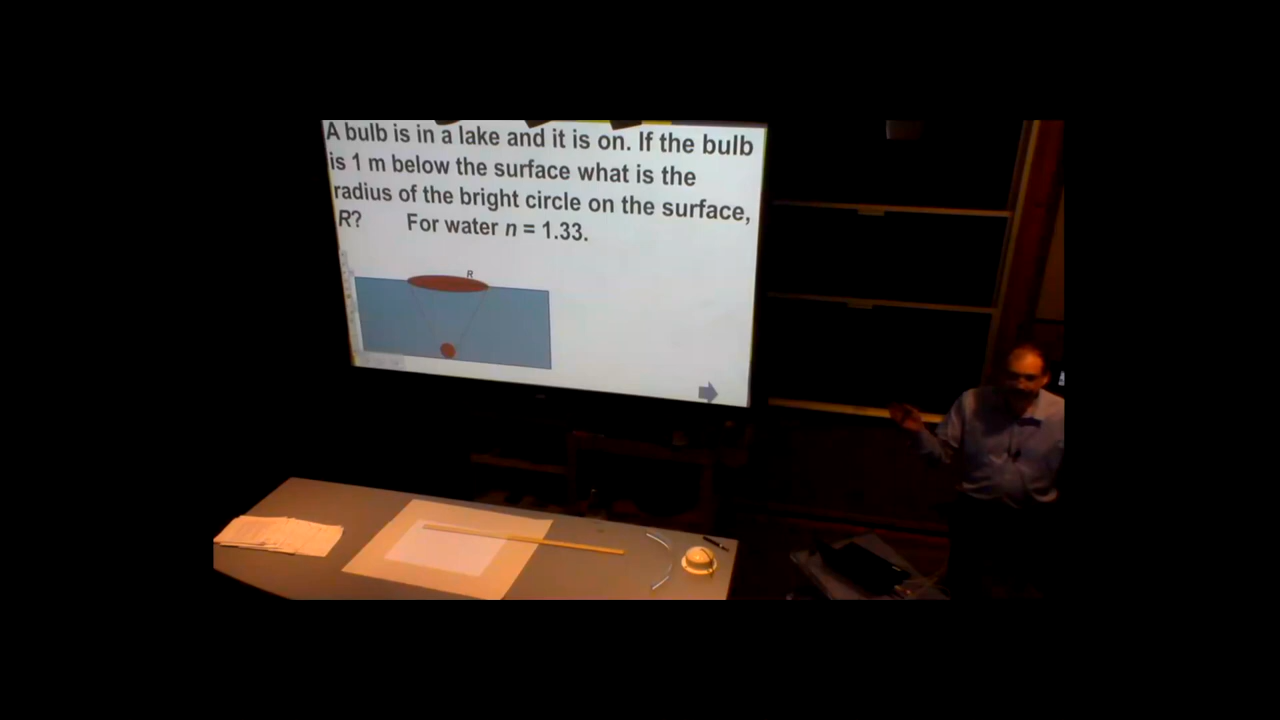 A bulb is in a lake and it is on. If the bulb
is 1 m below the surface what is the
radius of the bright circle on the surface,
R? For water n = 1.33.
R